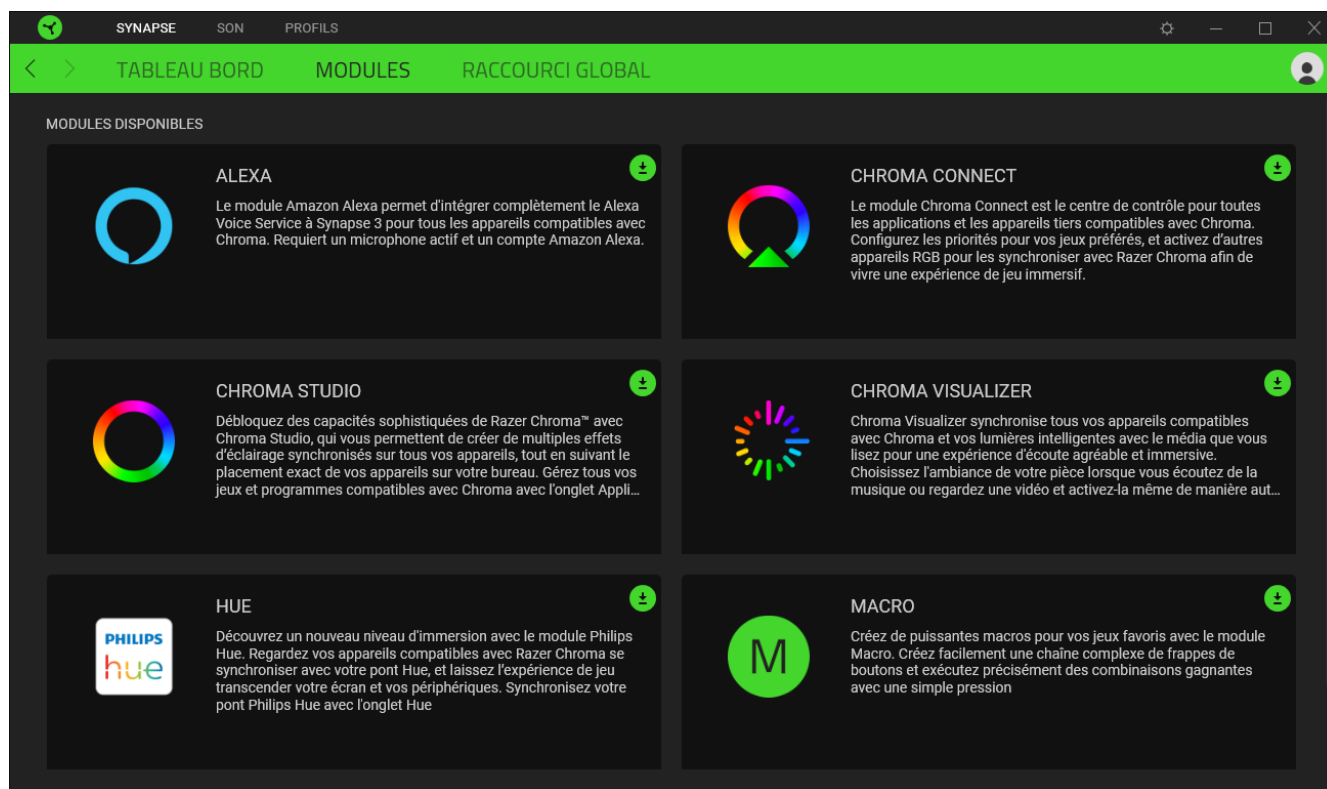 SYNAPSE SON PROFILS
TABLEAU BORD MODULES RACCOURCI GLOBAL
MODULES DISPONIBLES
ALEXA
Le module Amazon Alexa permet d'intégrer complètement le Alexa
Voice Service à Synapse 3 pour tous les appareils compatibles avec
Chroma. Requiert un microphone actif et un compte Amazon Alexa.
CHROMA CONNECT
Le module Chroma Connect est le centre de contrôle pour toutes
les applications et les appareils tiers compatibles avec Chroma.
Configurez les priorités pour vos jeux préférés, et activez d'autres
appareils RGB pour les synchroniser avec Razer Chroma afin de
vivre une expérience de jeu immersif.
CHROMA STUDIO
Débloquez des capacités sophistiquées de Razer Chroma™ avec
Chroma Studio, qui vous permettent de créer de multiples effets
d'éclairage synchronisés sur tous vos appareils, tout en suivant le
placement exact de vos appareils sur votre bureau. Gérez tous vos
jeux et programmes compatibles avec Chroma avec l'onglet Appli...
CHROMA VISUALIZER
Chroma Visualizer synchronise tous vos appareils compatibles
avec Chroma et vos lumières intelligentes avec le média que vous
lisez pour une expérience d'écoute agréable et immersive.
Choisissez l'ambiance de votre pièce lorsque vous écoutez de la
musique ou regardez une vidéo et activez-la même de manière aut...
PHILIPS
hue
HUE
Découvrez un nouveau niveau d'immersion avec le module Philips
Hue. Regardez vos appareils compatibles avec Razer Chroma se
synchroniser avec votre pont Hue, et laissez l'expérience de jeu
transcender votre écran et vos périphériques. Synchronisez votre
pont Philips Hue avec l'onglet Hue
M
MACRO
Créez de puissantes macros pour vos jeux favoris avec le module
Macro. Créez facilement une chaîne complexe de frappes de
boutons et exécutez précisément des combinaisons gagnantes
avec une simple pression